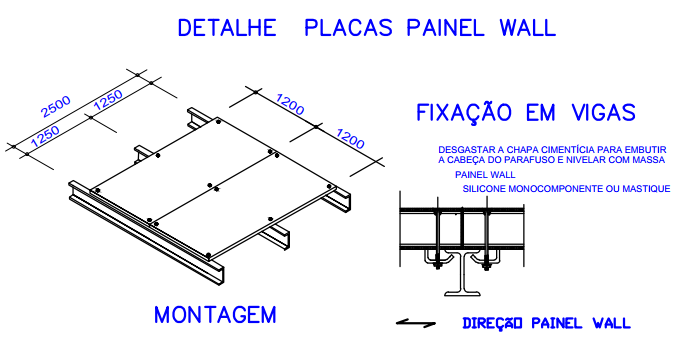 DETALHE PLACAS PAINEL WALL
2500
1250
1250
1200
1200
FIXAÇÃO EM VIGAS
DESGASTAR A CHAPA CIMENTÍCIA PARA EMBUTIR
A CABEÇA DO PARAFUSO E NIVELAR COM MASSA
PAINEL WALL
SILICONE MONOCOMPONENTE OU MASTIQUE
MONTAGEM
DIREÇÃO PAINEL WALL